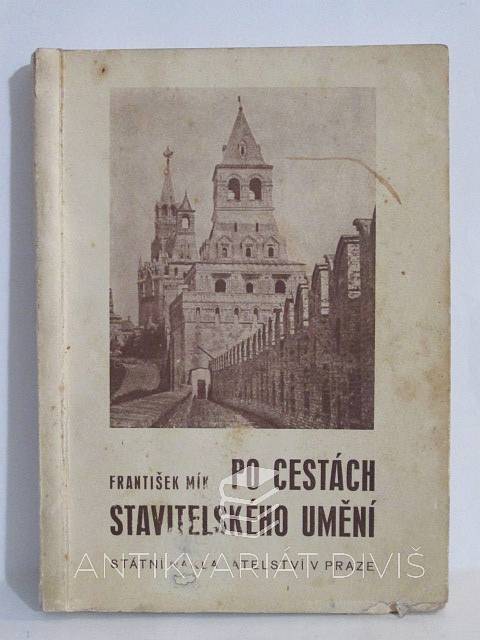 FRANTIŠEK MÍK PO CESTÁCH
STAVITELSKÉHO UMĚNÍ
ANTIKVARIÁT DIVIŠ
STÁTNÍ NAKLADATELSTVÍ V PRAZE